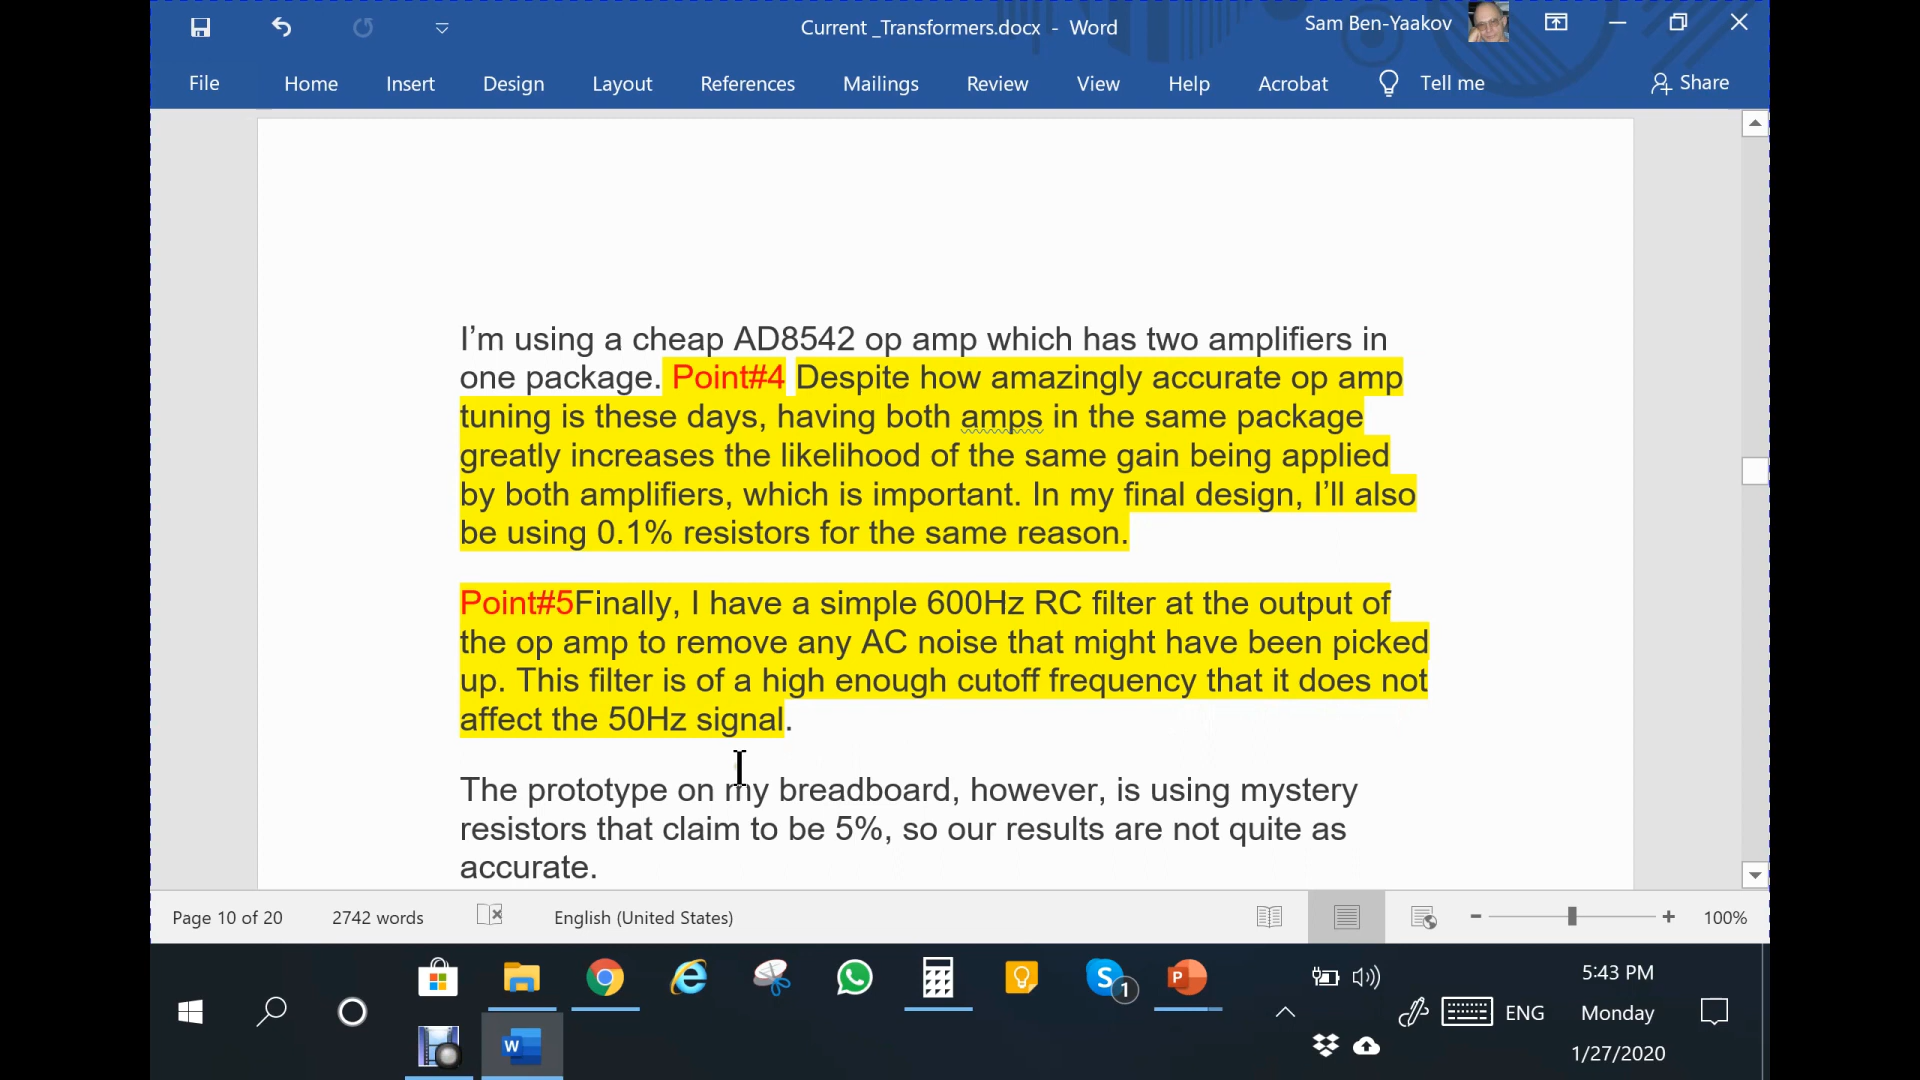 Current _Transformers.docx - Word
Sam Ben-Yaakov
File Home Insert Design Layout References Mailings Review View Help Acrobat Tell me Share
I’m using a cheap AD8542 op amp which has two amplifiers in
one package. Point#4 Despite how amazingly accurate op amp
tuning is these days, having both amps in the same package
greatly increases the likelihood of the same gain being applied
by both amplifiers, which is important. In my final design, I’ll also
be using 0.1% resistors for the same reason.
Point#5Finally, I have a simple 600Hz RC filter at the output of
the op amp to remove any AC noise that might have been picked
up. This filter is of a high enough cutoff frequency that it does not
affect the 50Hz signal.
The prototype on my breadboard, however, is using mystery
resistors that claim to be 5%, so our results are not quite as
accurate.
Page 10 of 20 2742 words English (United States) 100%
S 1 P
5:43 PM
ENG Monday
W
1/27/2020